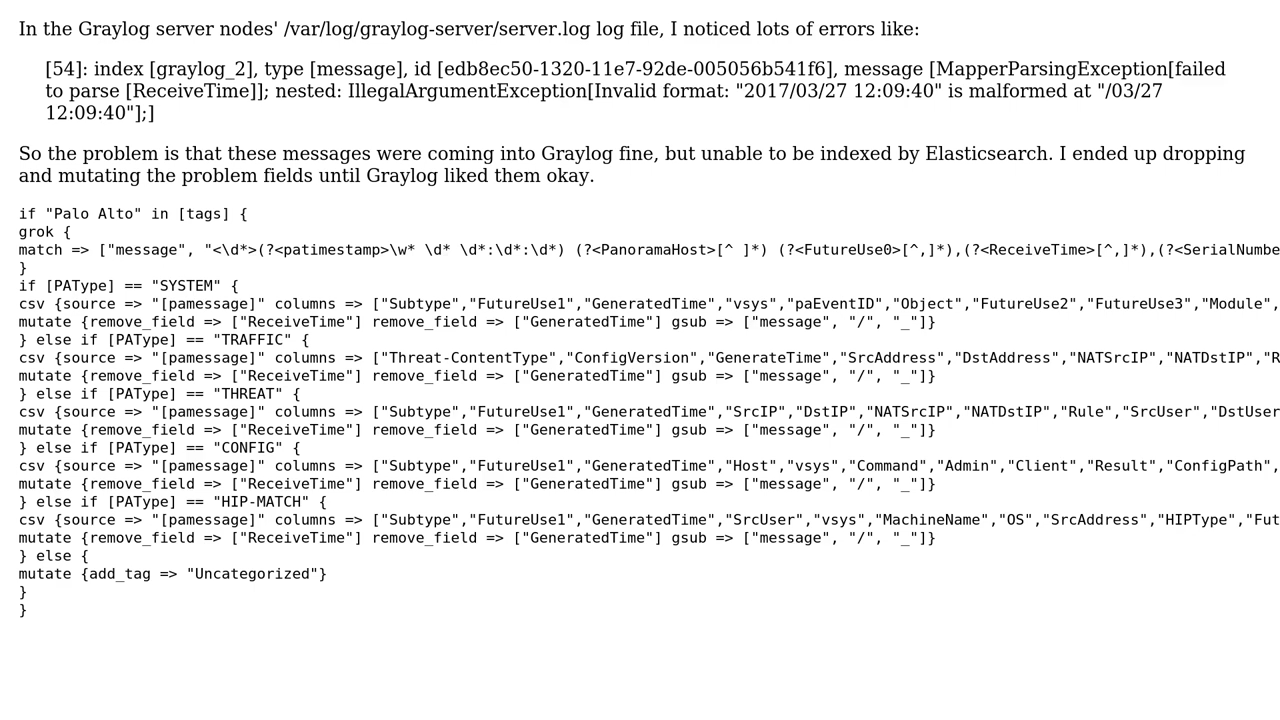 In the Graylog server nodes' /var/log/graylog-server/server.log log file, I noticed lots of errors like:
[54]: index [graylog_2], type [message], id [edb8ec50-1320-11e7-92de-005056b541f6], message [MapperParsingException[failed
to parse [ReceiveTime]]; nested: IllegalArgumentException[Invalid format: "2017/03/27 12:09:40" is malformed at "/03/27
12:09:40"];]
So the problem is that these messages were coming into Graylog fine, but unable to be indexed by Elasticsearch. I ended up dropping
and mutating the problem fields until Graylog liked them okay.
if "Palo Alto" in [tags] {
grok {
match => ["message", "<\d*>(?<patimestamp>\w* \d* \d*:\d*:\d*) (?<PanoramaHost>[^ ]*) (?<FutureUse0>[^,]*),(?<ReceiveTime>[^,]*),(?<SerialNumbe
}
if [PAType] == "SYSTEM" {
csv {source => "[pamessage]" columns => ["Subtype","FutureUse1","GeneratedTime","vsys","paEventID","Object","FutureUse2","FutureUse3","Module",
mutate {remove_field => ["ReceiveTime"] remove_field => ["GeneratedTime"] gsub => ["message", "/", "_"]}
} else if [PAType] == "TRAFFIC" {
csv {source => "[pamessage]" columns => ["Threat-ContentType","ConfigVersion","GenerateTime","SrcAddress","DstAddress","NATSrcIP","NATDstIP","R
mutate {remove_field => ["ReceiveTime"] remove_field => ["GeneratedTime"] gsub => ["message", "/", "_"]}
} else if [PAType] == "THREAT" {
csv {source => "[pamessage]" columns => ["Subtype","FutureUse1","GeneratedTime","SrcIP","DstIP","NATSrcIP","NATDstIP","Rule","SrcUser","DstUser
mutate {remove_field => ["ReceiveTime"] remove_field => ["GeneratedTime"] gsub => ["message", "/", "_"]}
} else if [PAType] == "CONFIG" {
csv {source => "[pamessage]" columns => ["Subtype","FutureUse1","GeneratedTime","Host","vsys","Command","Admin","Client","Result","ConfigPath",
mutate {remove_field => ["ReceiveTime"] remove_field => ["GeneratedTime"] gsub => ["message", "/", "_"]}
} else if [PAType] == "HIP-MATCH" {
csv {source => "[pamessage]" columns => ["Subtype","FutureUse1","GeneratedTime","SrcUser","vsys","MachineName","OS","SrcAddress","HIPType","Fut
mutate {remove_field => ["ReceiveTime"] remove_field => ["GeneratedTime"] gsub => ["message", "/", "_"]}
} else {
mutate {add_tag => "Uncategorized"}
}
}